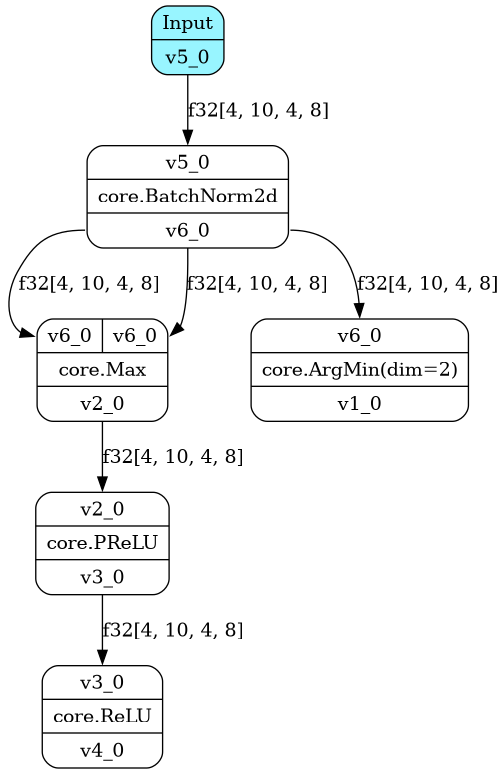 Input
v5_0
f32[4, 10, 4, 8]
v5_0
core.BatchNorm2d
v6_0
f32[4, 10, 4, 8]
f32[4, 10, 4, 8]
f32[4, 10, 4, 8]
v6_0 v6_0
core.Max
v2_0
v6_0
core.ArgMin(dim=2)
v1_0
f32[4, 10, 4, 8]
v2_0
core.PReLU
v3_0
f32[4, 10, 4, 8]
v3_0
core.ReLU
v4_0